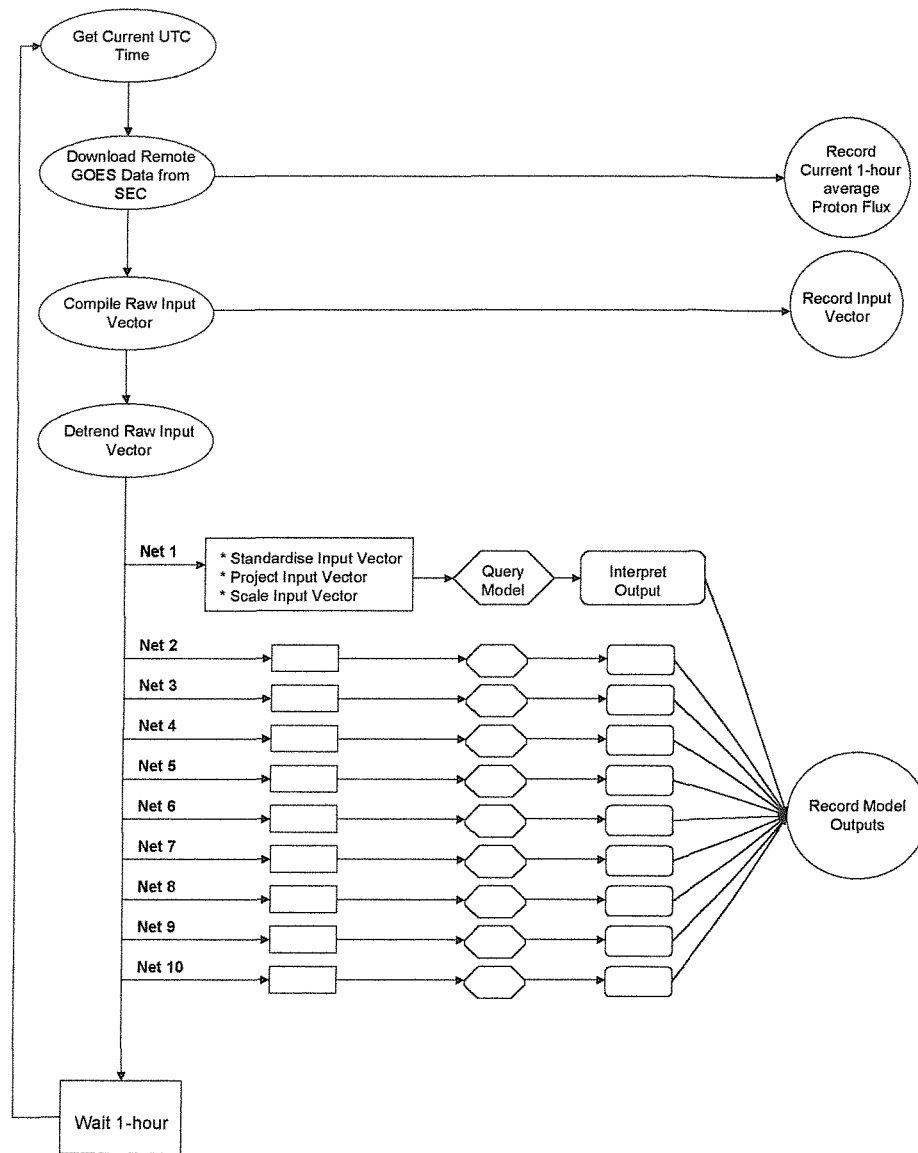 Get Current UTC
Time
Download Remote
GOES Data from
SEC
Record
Current 1-hour
average
Proton Flux
Compile Raw Input
Vector
Record Input
Vector
Detrend Raw Input
Vector
Net 1
* Standardise Input Vector
* Project Input Vector
* Scale Input Vector
Query
Model
Interpret
Output
Net 2
Net 3
Net 4
Net 5
Net 6
Net 7
Net 8
Net 9
Net 10
Record Model
Outputs
Wait 1-hour